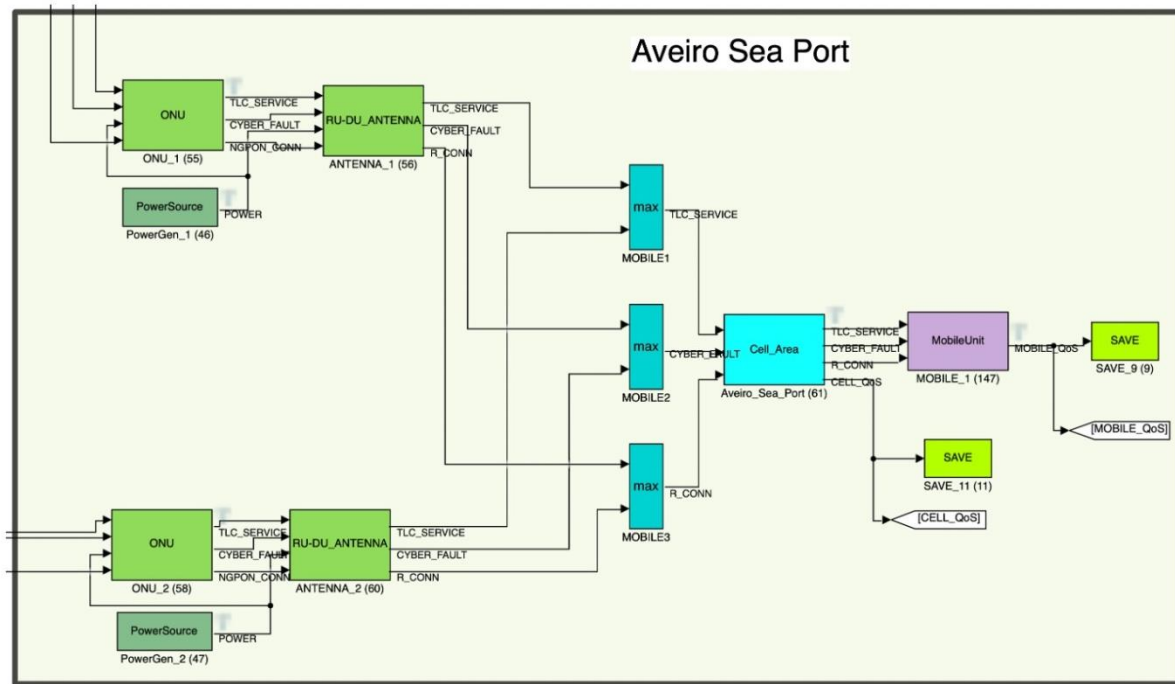 Aveiro Sea Port
ONU
ONU_1 (55)
TLC_SERVICE
CYBER_FAULT
NGPON_CONN
RU-DU_ANTENNA
ANTENNA_1 (56)
TLC_SERVICE
CYBER_FAULT
R_CONN
PowerSource
POWER
PowerGen_1 (46)
max
TLC_SERVICE
MOBILE1
max
CYBER_FAULT
MOBILE2
max
R_CONN
MOBILE3
Cell_Area
Aveiro_Sea_Port (61)
TLC_SERVICE
CYBER_FAULT
R_CONN
CELL_QoS
MobileUnit
MOBILE_1 (147)
MOBILE_QoS
SAVE
SAVE_9 (9)
[MOBILE_QoS]
SAVE
SAVE_11 (11)
[CELL_QoS]
ONU
ONU_2 (58)
TLC_SERVICE
CYBER_FAULT
NGPON_CONN
RU-DU_ANTENNA
ANTENNA_2 (60)
TLC_SERVICE
CYBER_FAULT
R_CONN
PowerSource
POWER
PowerGen_2 (47)